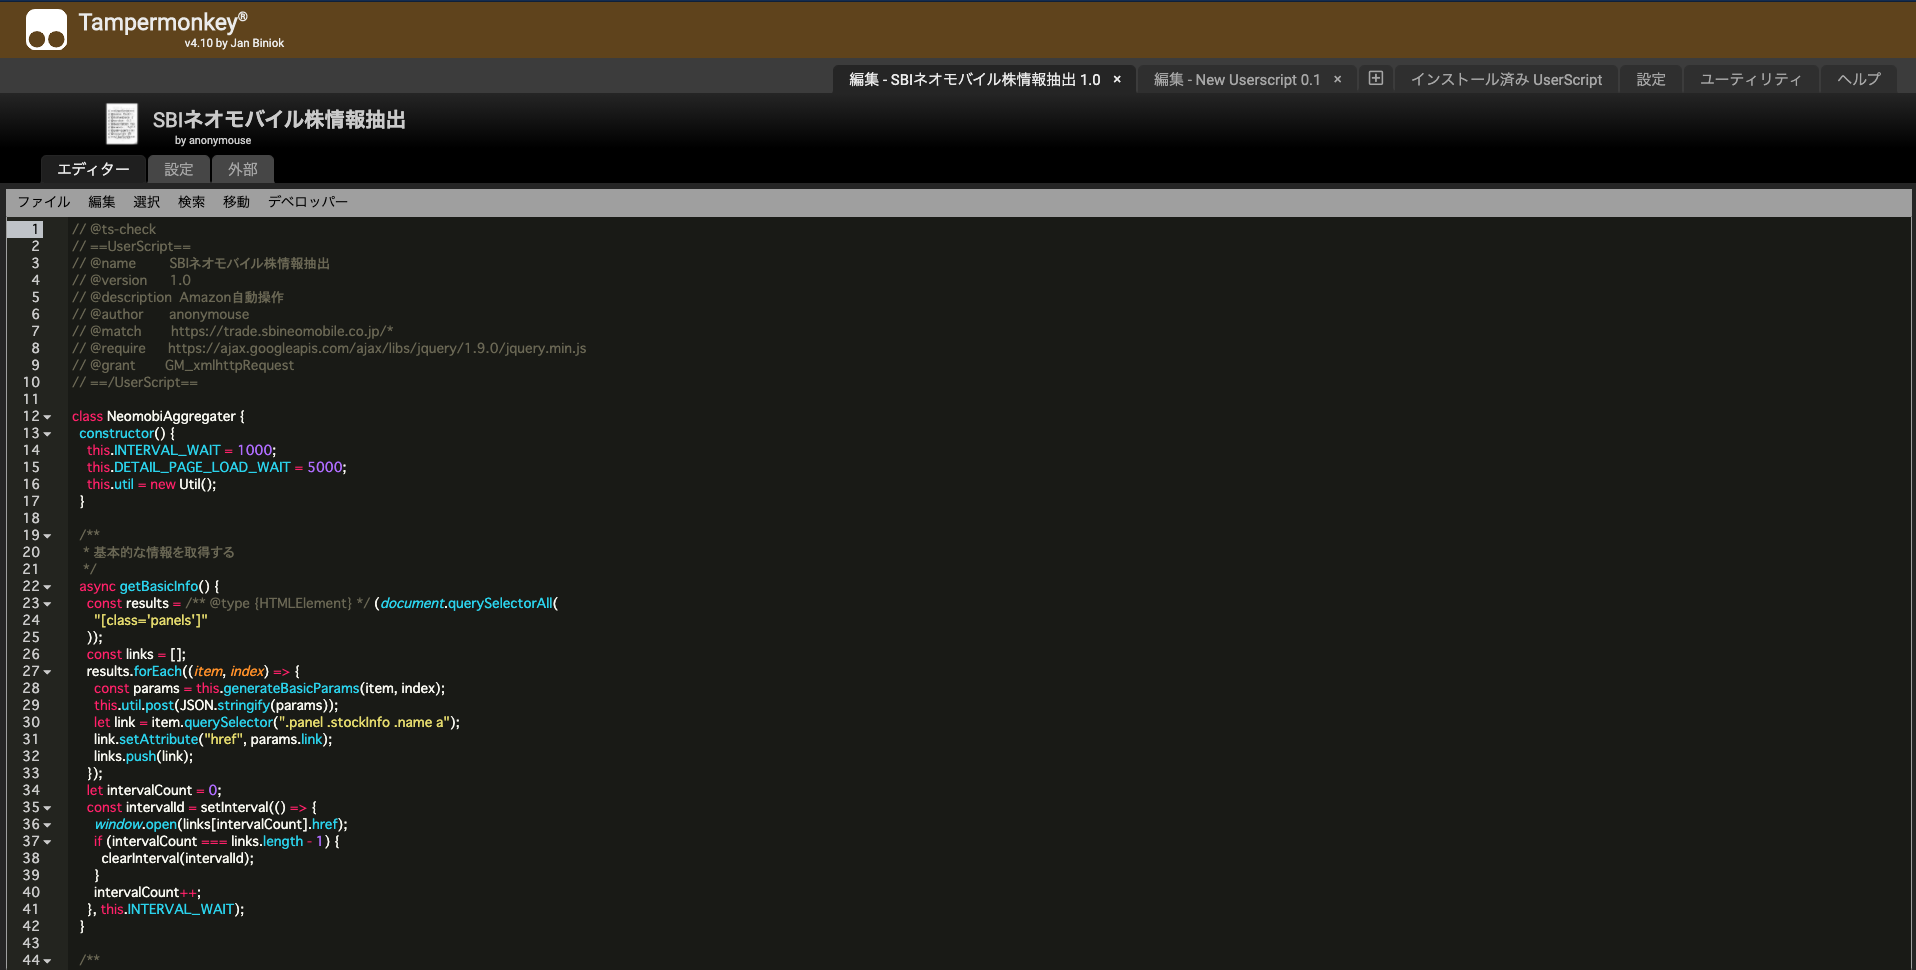 Tampermonkey®
v4.10 by Jan Biniok
編集 - SBIネオモバイル株情報抽出 1.0 × 編集 - New Userscript 0.1 × インストール済み UserScript 設定 ユーティリティ ヘルプ
SBIネオモバイル株情報抽出
by anonymouse
エディター 設定 外部
ファイル 編集 選択 検索 移動 デベロッパー
1 // @ts-check
2 // ==UserScript==
3 // @name SBIネオモバイル株情報抽出
4 // @version 1.0
5 // @description Amazon自動操作
6 // @author anonymouse
7 // @match https://trade.sbineomobile.co.jp/*
8 // @require https://ajax.googleapis.com/ajax/libs/jquery/1.9.0/jquery.min.js
9 // @grant GM_xmlhttpRequest
10 // ==/UserScript==
11
12 class NeomobiAggregater {
13 constructor() {
14 this.INTERVAL_WAIT = 1000;
15 this.DETAIL_PAGE_LOAD_WAIT = 5000;
16 this.util = new Util();
17 }
18
19 /**
20 * 基本的な情報を取得する
21 */
22 async getBasicInfo() {
23 const results = /** @type {HTMLElement} */ (document.querySelectorAll(
24 "[class='panels']"
25 ));
26 const links = [];
27 results.forEach((item, index) => {
28 const params = this.generateBasicParams(item, index);
29 this.util.post(JSON.stringify(params));
30 let link = item.querySelector(".panel .stockInfo .name a");
31 link.setAttribute("href", params.link);
32 links.push(link);
33 });
34 let intervalCount = 0;
35 const intervalId = setInterval(() => {
36 window.open(links[intervalCount].href);
37 if (intervalCount === links.length - 1) {
38 clearInterval(intervalId);
39 }
40 intervalCount++;
41 }, this.INTERVAL_WAIT);
42 }
43
44 /**